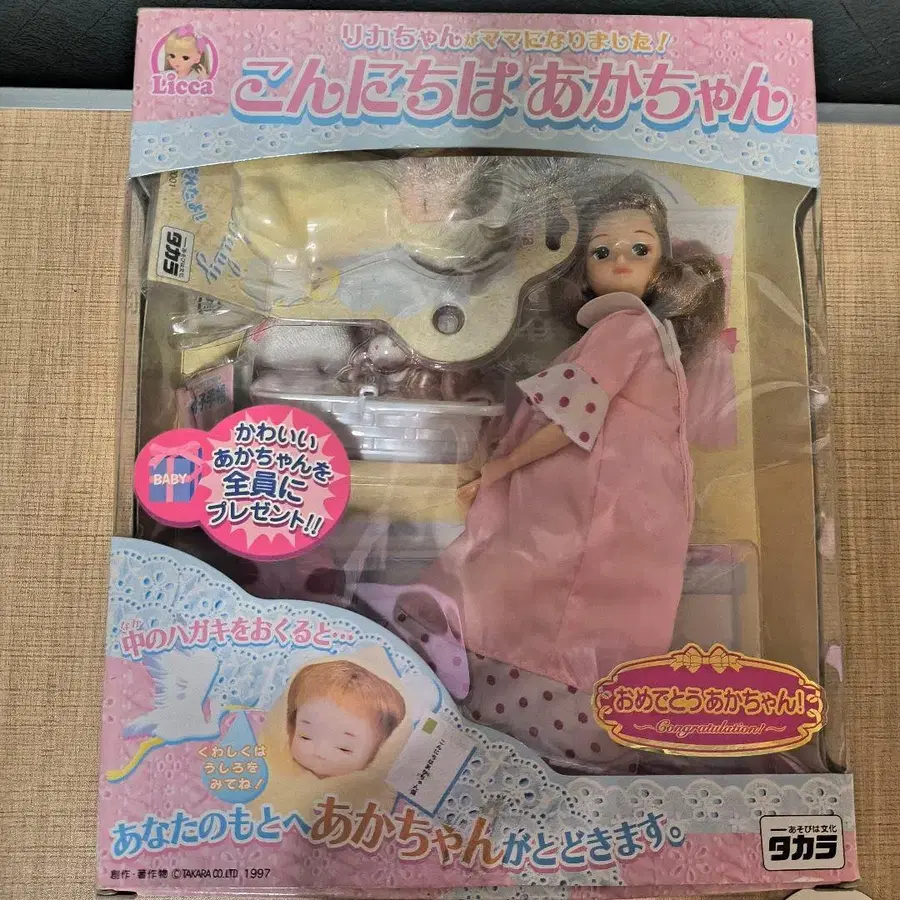 リカちゃんがママになりました!
Licca
こんにちは あかちゃん
タカラ
かわいい
あかちゃんを
全員に
プレゼント!!
BABY
なか
中のハガキをおくると…
くわしくは
うしろを
みてね!
おめでとう あかちゃん!
Congratulation!
あなたのもとへあかちゃんがとどきます。
あそびは文化
タカラ
創作・著作物 ©TAKARA CO.LTD 1997